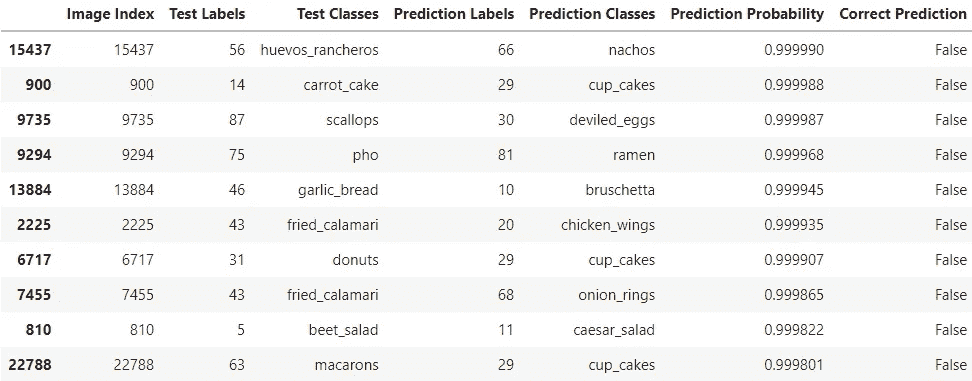 Image Index Test Labels Test Classes Prediction Labels Prediction Classes Prediction Probability Correct Prediction
15437 15437 56 huevos_rancheros 66 nachos 0.999990 False
900 900 14 carrot_cake 29 cup_cakes 0.999988 False
9735 9735 87 scallops 30 deviled_eggs 0.999987 False
9294 9294 75 pho 81 ramen 0.999968 False
13884 13884 46 garlic_bread 10 bruschetta 0.999945 False
2225 2225 43 fried_calamari 20 chicken_wings 0.999935 False
6717 6717 31 donuts 29 cup_cakes 0.999907 False
7455 7455 43 fried_calamari 68 onion_rings 0.999865 False
810 810 5 beet_salad 11 caesar_salad 0.999822 False
22788 22788 63 macarons 29 cup_cakes 0.999801 False